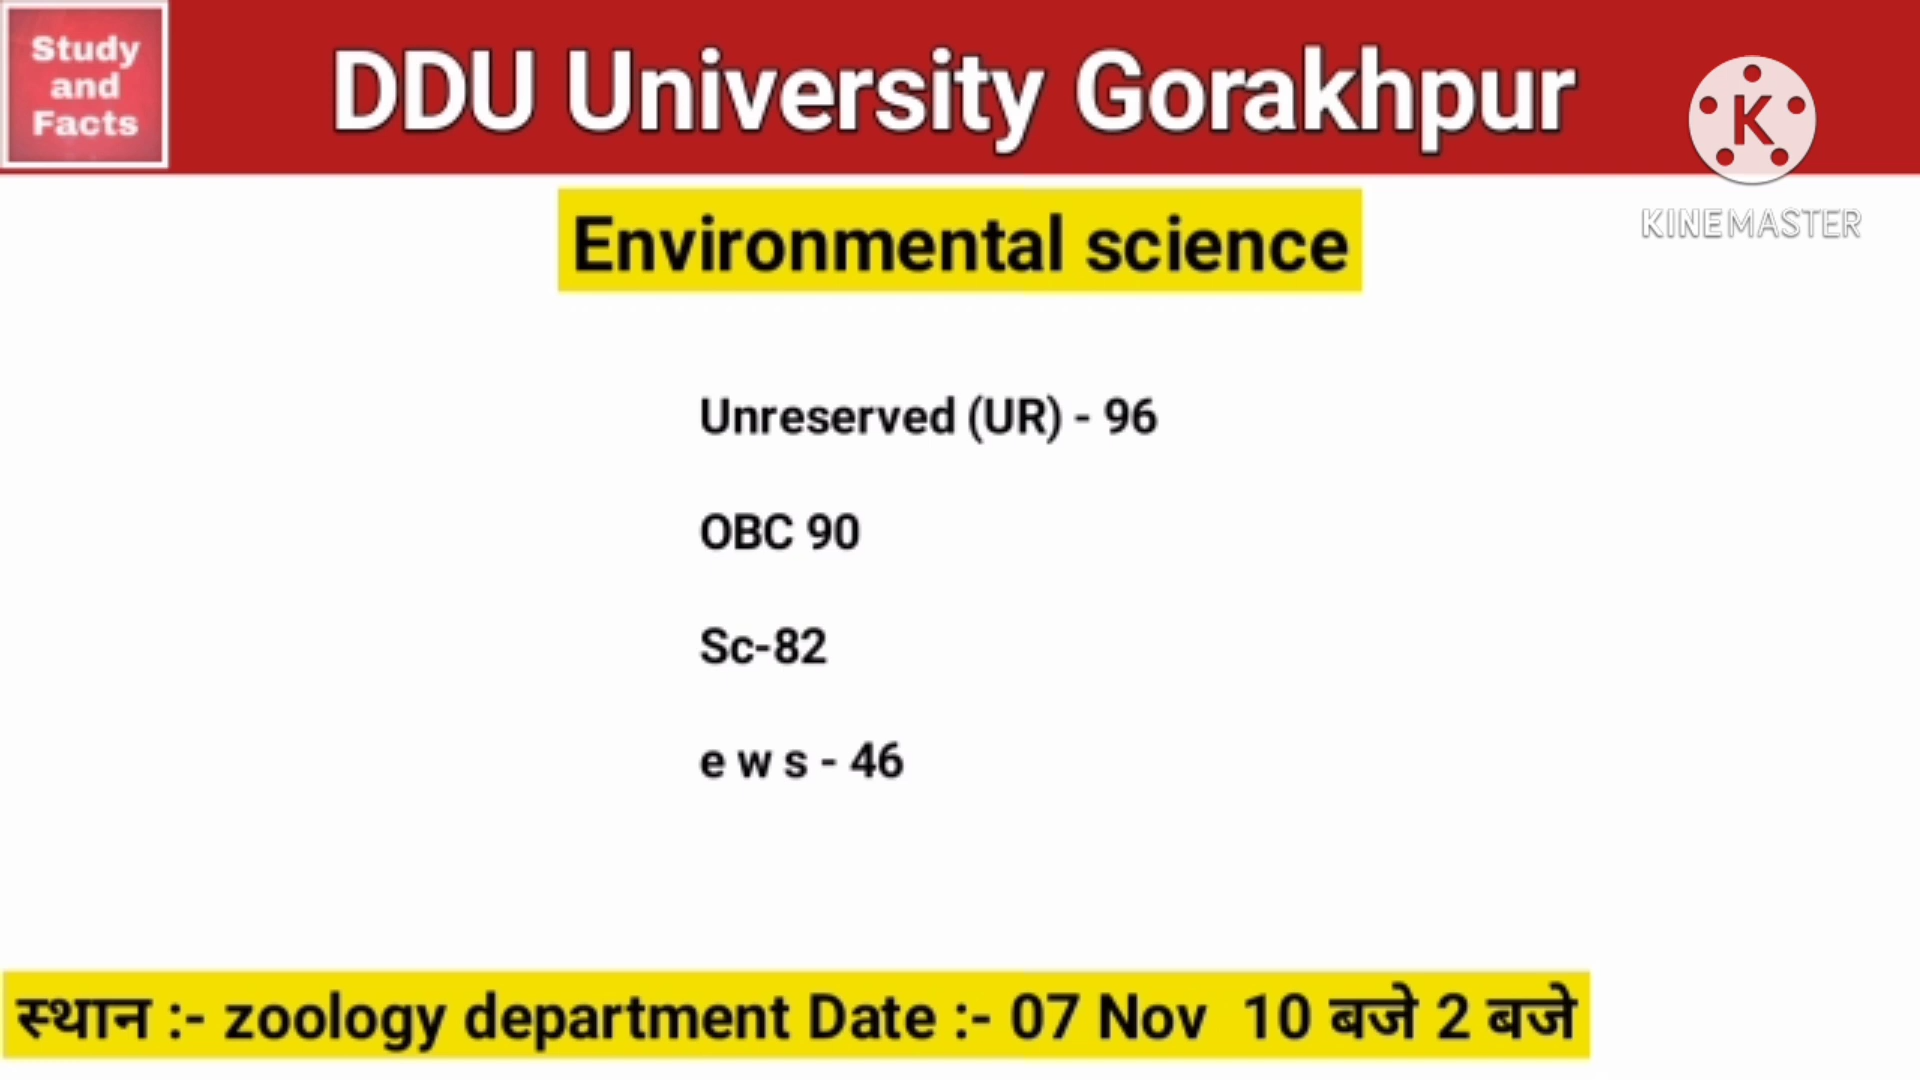 Study
and
Facts
DDU University Gorakhpur
K
KINEMASTER
Environmental science
Unreserved (UR) - 96
OBC 90
Sc-82
e w s - 46
स्थान :- zoology department Date :- 07 Nov 10 बजे 2 बजे